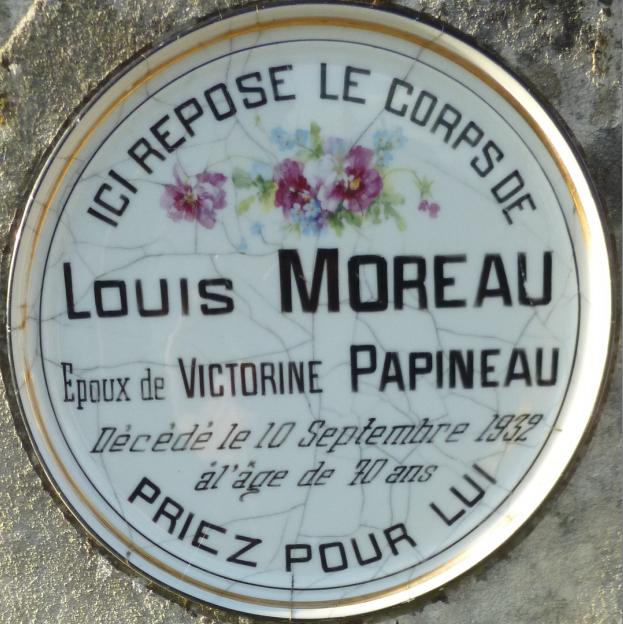 ICI REPOSE LE CORPS DE
LOUIS MOREAU
Epoux de VICTORINE PAPINEAU
Décédé le 10 Septembre 1932
à l'âge de 70 ans
PRIEZ POUR LUI